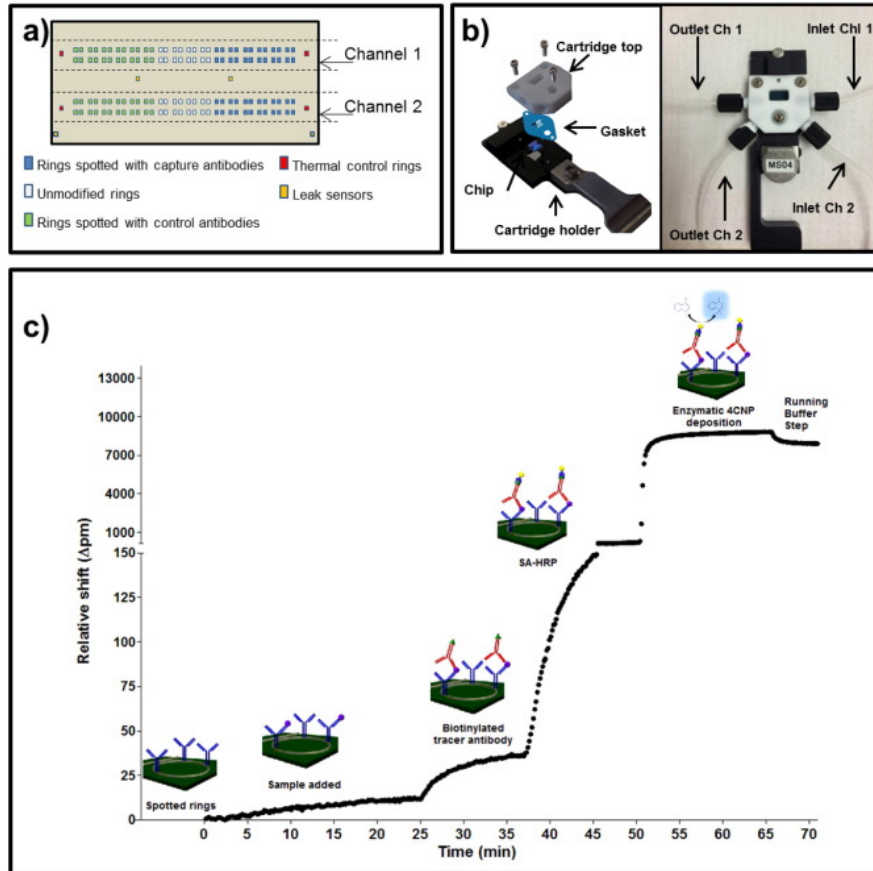 a)
Channel 1
Channel 2
Rings spotted with capture antibodies
Thermal control rings
Unmodified rings
Leak sensors
Rings spotted with control antibodies
b)
Cartridge top
Gasket
Chip
Cartridge holder
Outlet Ch 1
Inlet Chl 1
MS04
Inlet Ch 2
Outlet Ch 2
c)
Relative shift (Δpm)
13000
10000
7000
4000
1000
150
125
100
75
50
25
0
Spotted rings
Sample added
Biotinylated
tracer antibody
SA-HRP
Enzymatic 4CNP
deposition
Running
Buffer
Step
0
5
10
15
20
25
30
35
40
45
50
55
60
65
70
Time (min)